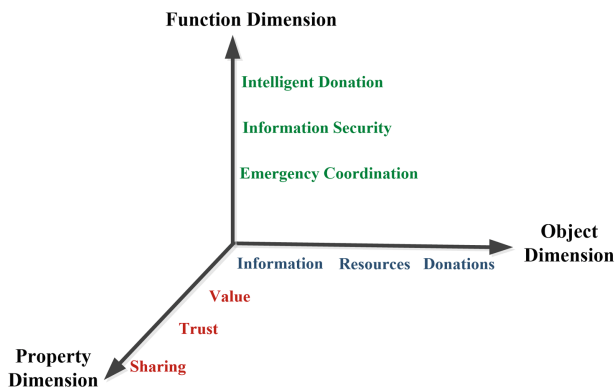 Function Dimension
Intelligent Donation
Information Security
Emergency Coordination
Object
Dimension
Information Resources Donations
Value
Trust
Sharing
Property
Dimension